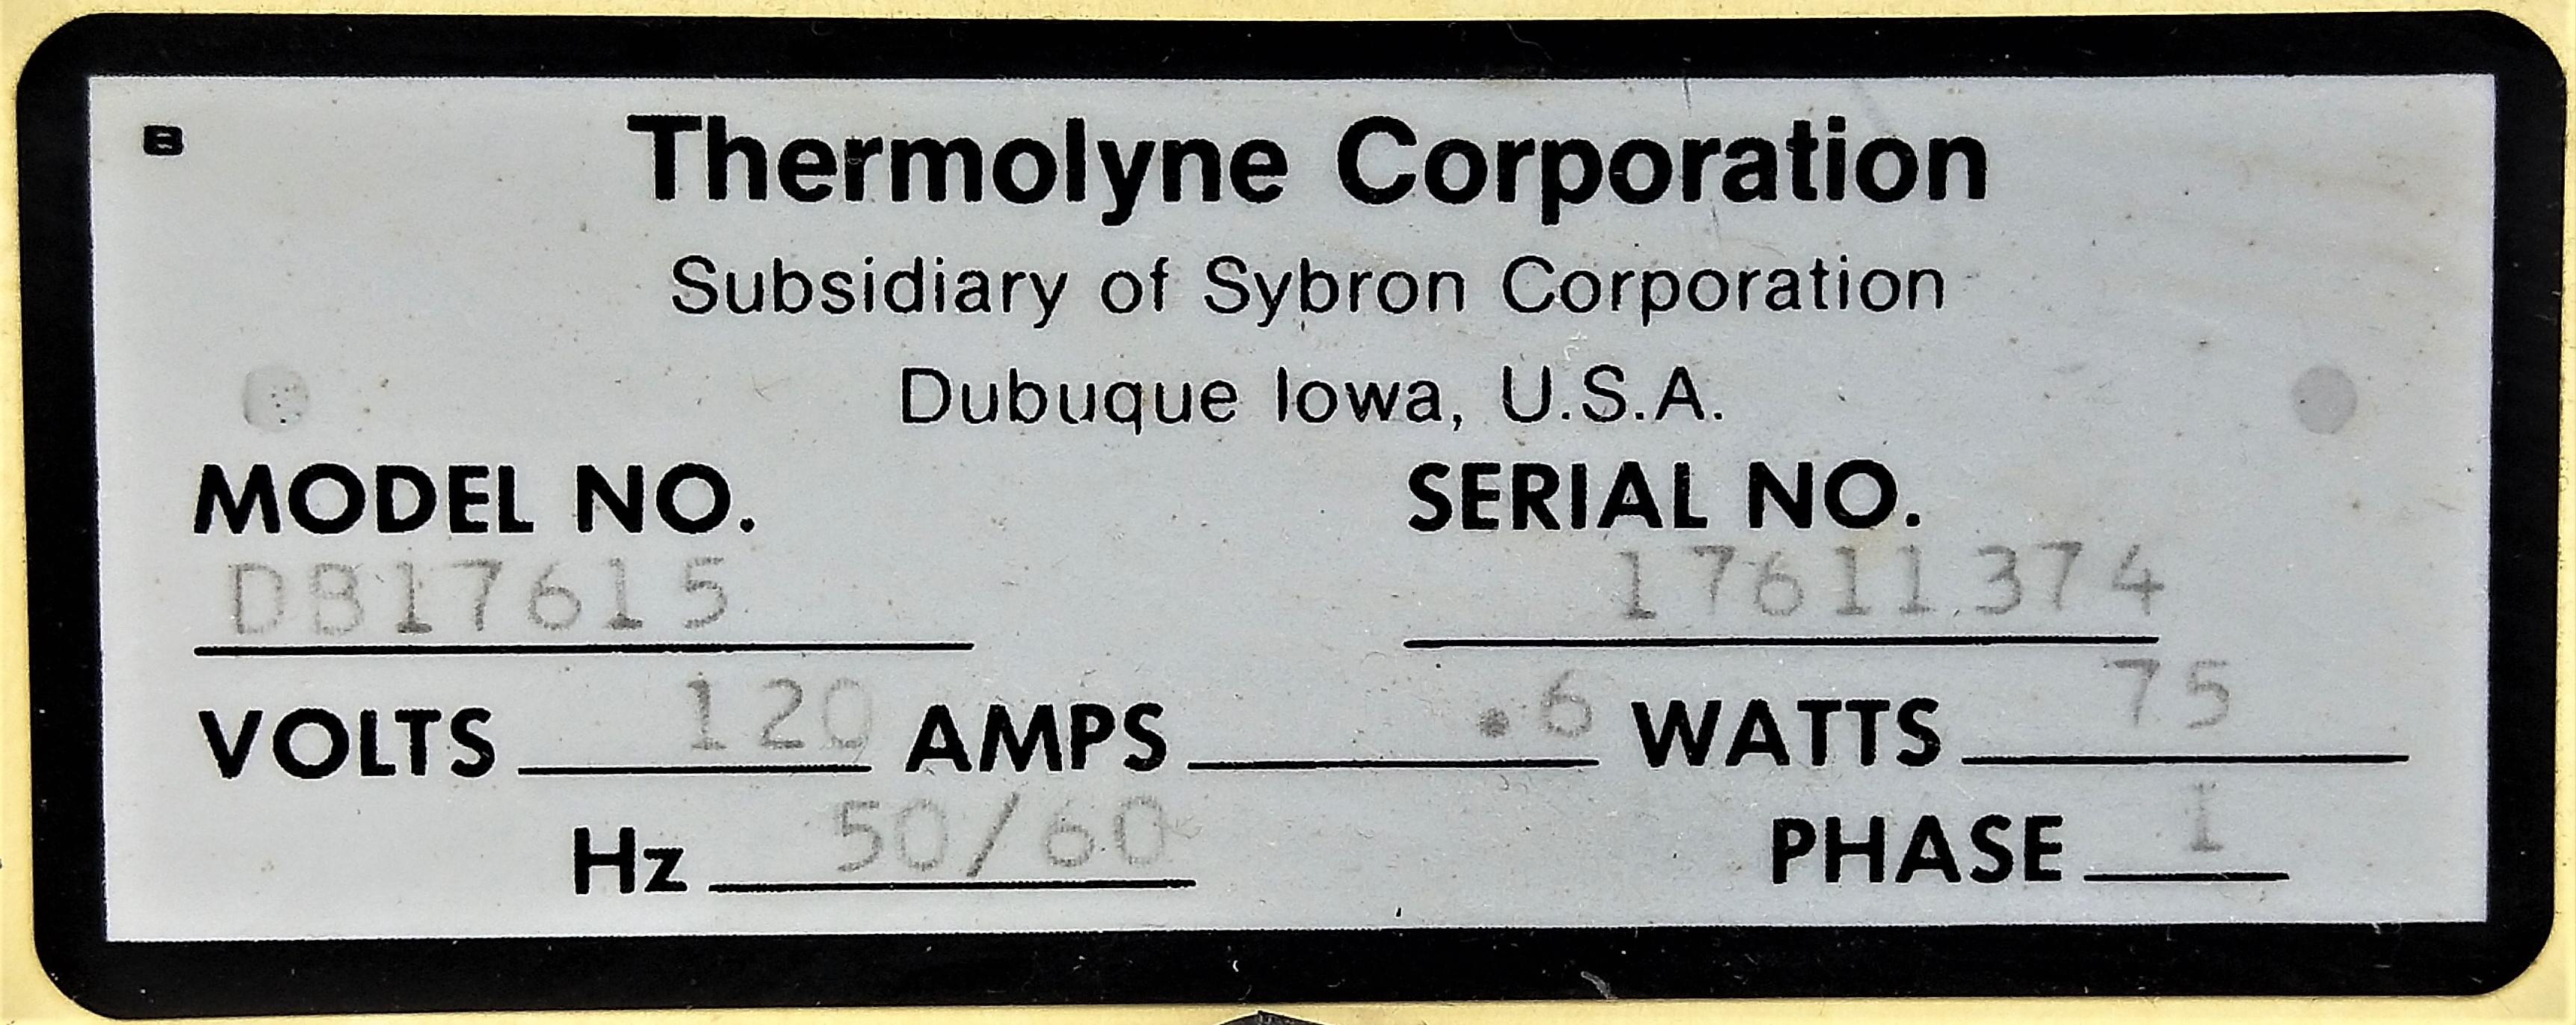 B
Thermolyne Corporation
Subsidiary of Sybron Corporation
Dubuque Iowa, U.S.A.
MODEL NO. SERIAL NO.
DB17615 17611374
VOLTS 120 AMPS .6 WATTS 75
Hz 50/60 PHASE 1